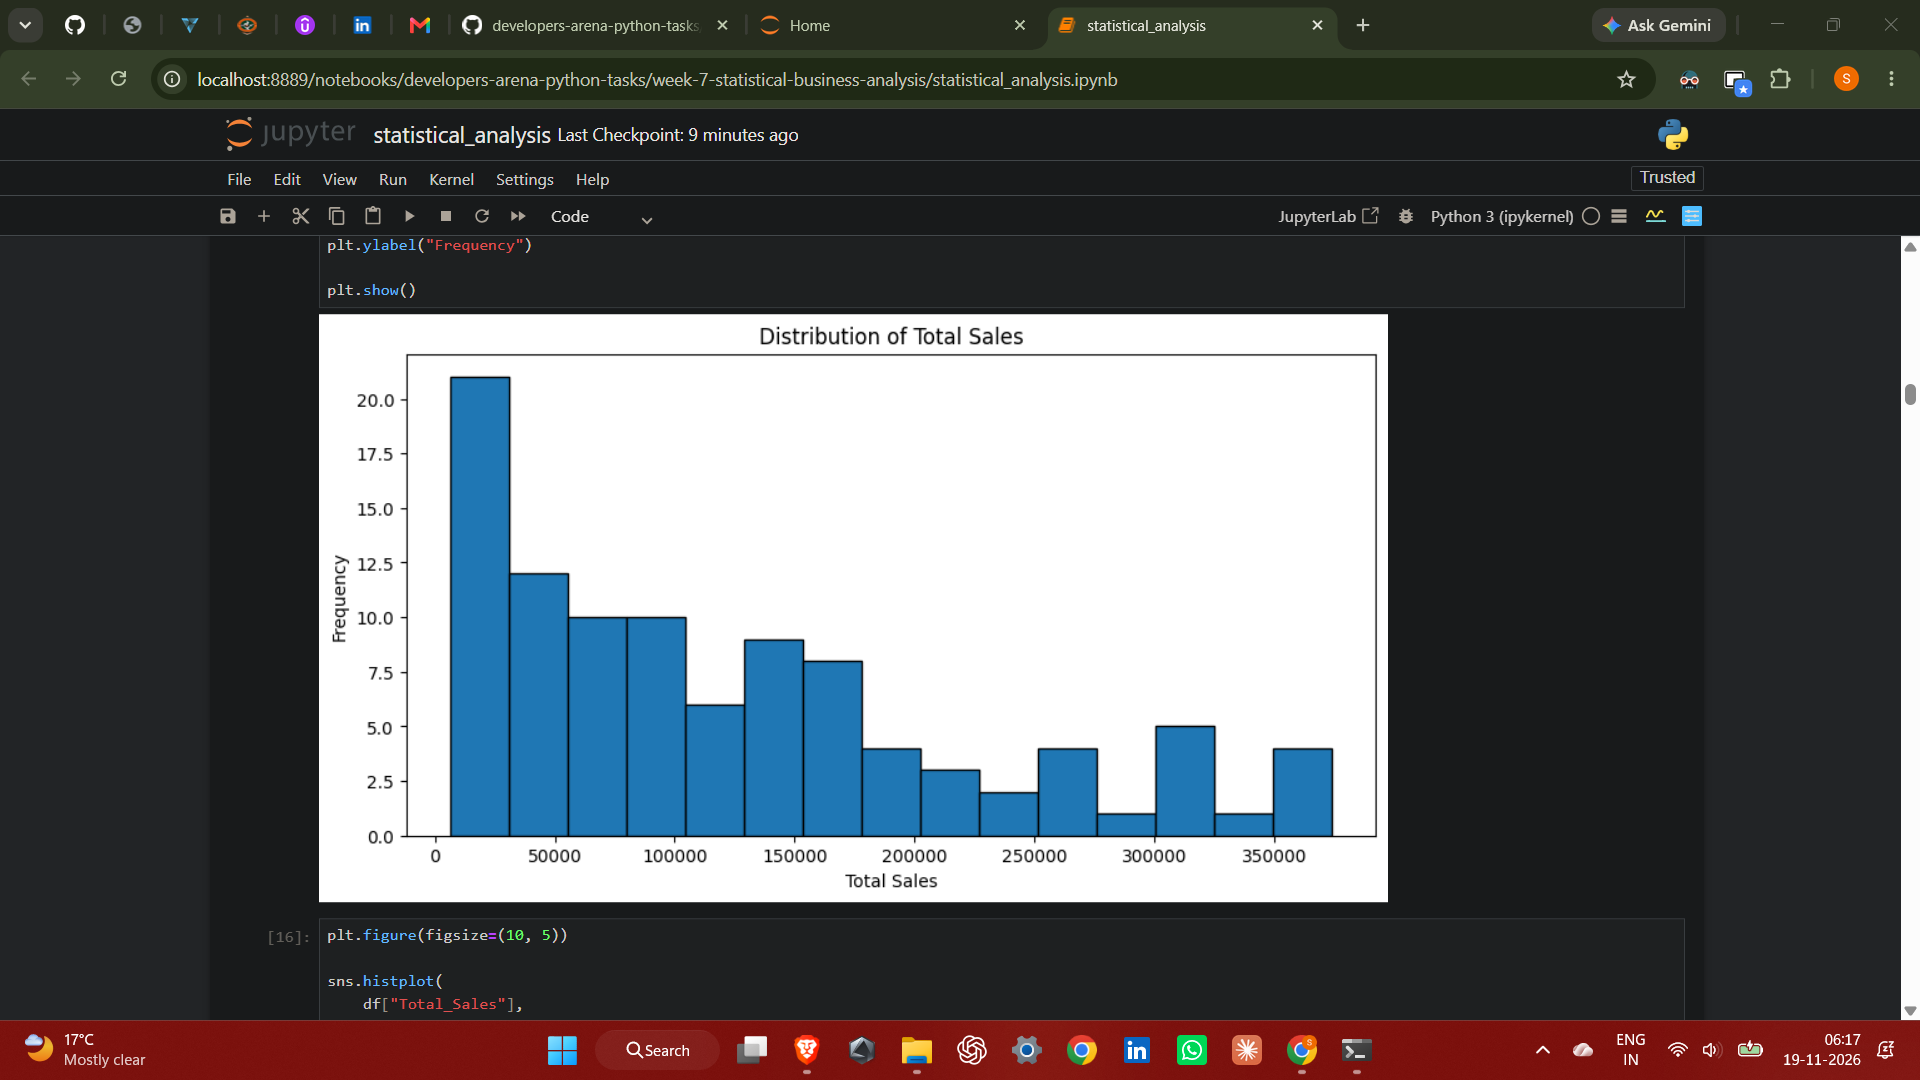 developers-arena-python-tasks
Home
statistical_analysis
Ask Gemini
localhost:8889/notebooks/developers-arena-python-tasks/week-7-statistical-business-analysis/statistical_analysis.ipynb
S
jupyter statistical_analysis Last Checkpoint: 9 minutes ago
File Edit View Run Kernel Settings Help
Trusted
Code
JupyterLab
Python 3 (ipykernel)
plt.ylabel("Frequency")
plt.show()
Distribution of Total Sales
20.0
17.5
15.0
12.5
10.0
7.5
5.0
2.5
0.0
Frequency
0 50000 100000 150000 200000 250000 300000 350000
Total Sales
[16]:
plt.figure(figsize=(10, 5))
sns.histplot(
df["Total_Sales"],
17°C
Mostly clear
Search
ENG
IN
06:17
19-11-2026